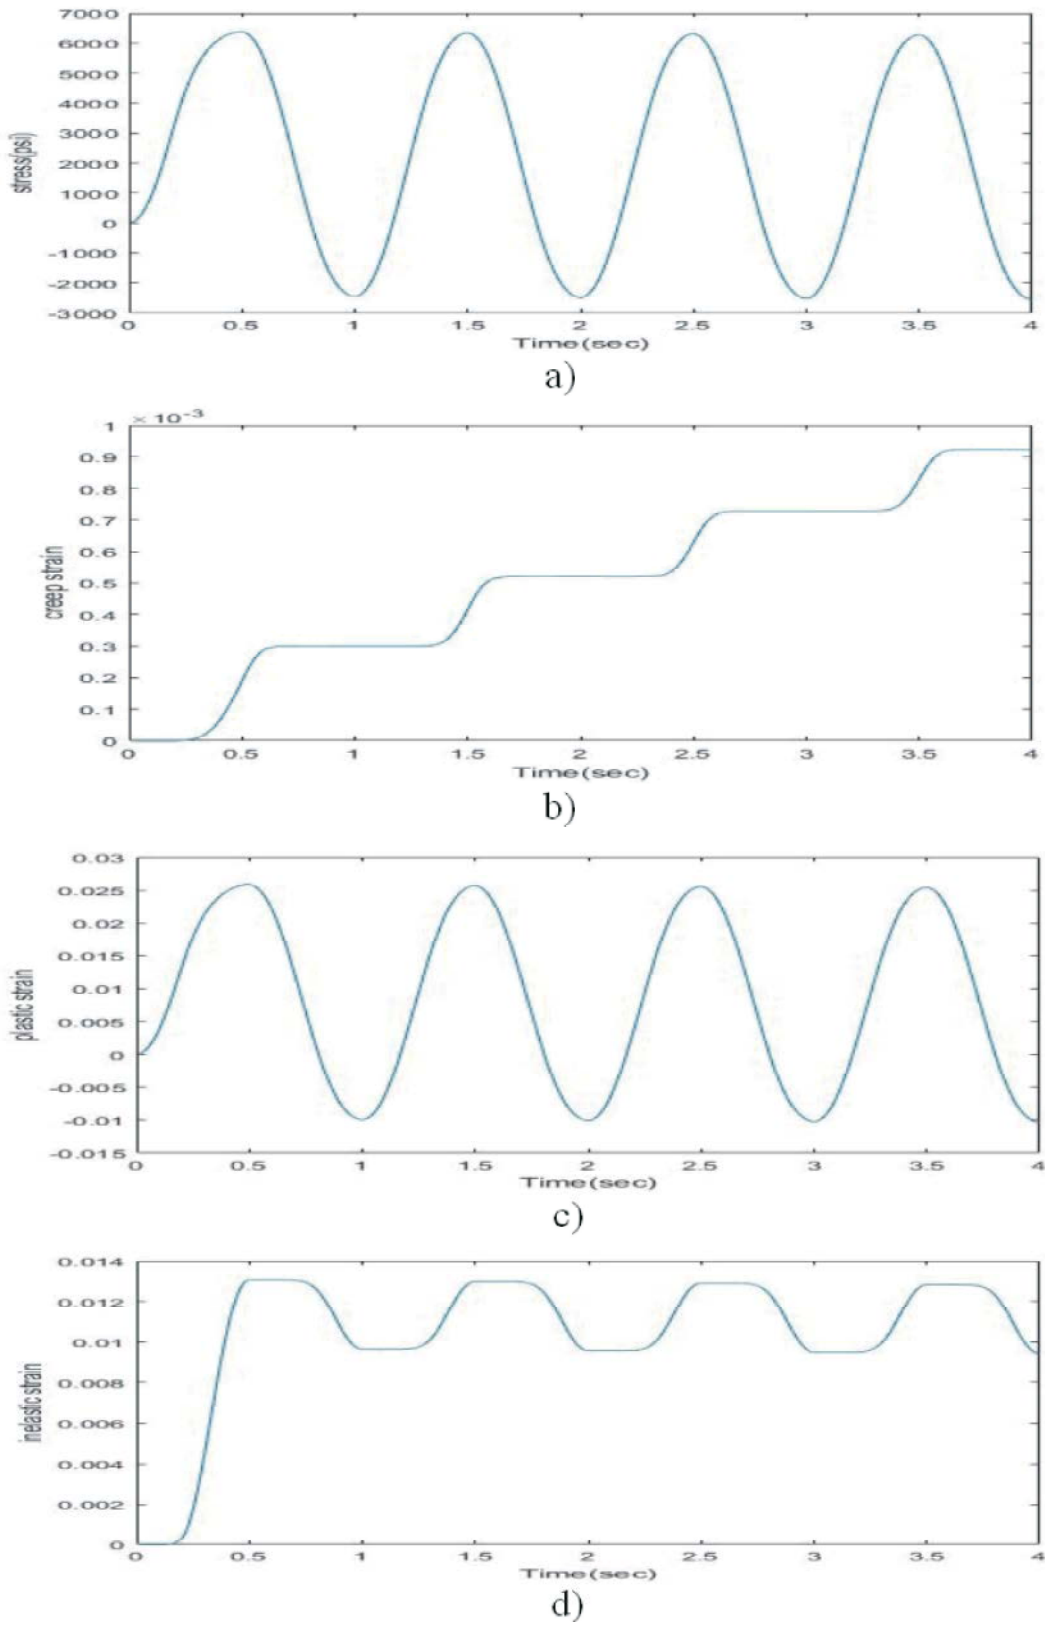 7000
6000
5000
4000
3000
2000
1000
0
-1000
-2000
-3000
stress(psi)
0 0.5 1 1.5 2 2.5 3 3.5 4
Time(sec)
a)
× 10-3
1
0.9
0.8
0.7
0.6
0.5
0.4
0.3
0.2
0.1
0
creep strain
0 0.5 1 1.5 2 2.5 3 3.5 4
Time(sec)
b)
0.03
0.025
0.02
0.015
0.01
0.005
0
-0.005
-0.01
-0.015
plastic strain
0 0.5 1 1.5 2 2.5 3 3.5 4
Time(sec)
c)
0.014
0.012
0.01
0.008
0.006
0.004
0.002
0
inelastic strain
0 0.5 1 1.5 2 2.5 3 3.5 4
Time(sec)
d)